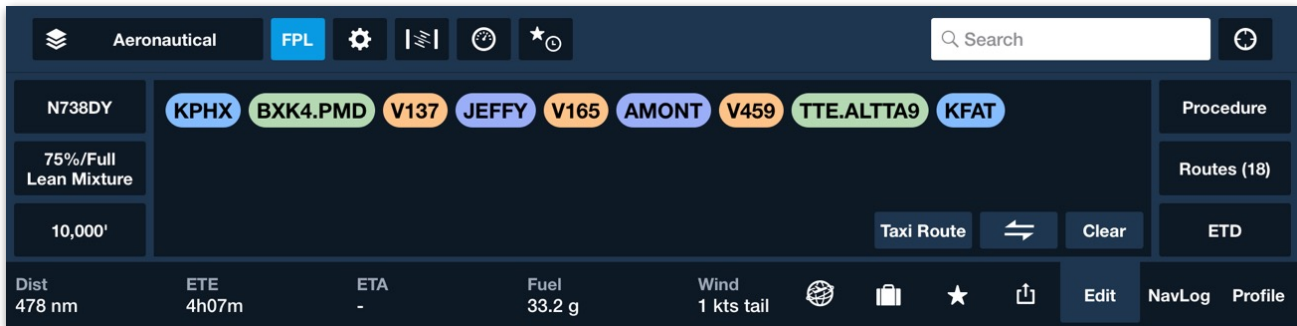 Aeronautical FPL Search
N738DY
75%/Full
Lean Mixture
10,000'
KPHX BXK4.PMD V137 JEFFY V165 AMONT V459 TTE.ALTTA9 KFAT
Taxi Route Clear
Procedure
Routes (18)
ETD
Dist ETE ETA Fuel Wind
478 nm 4h07m - 33.2 g 1 kts tail
Edit NavLog Profile